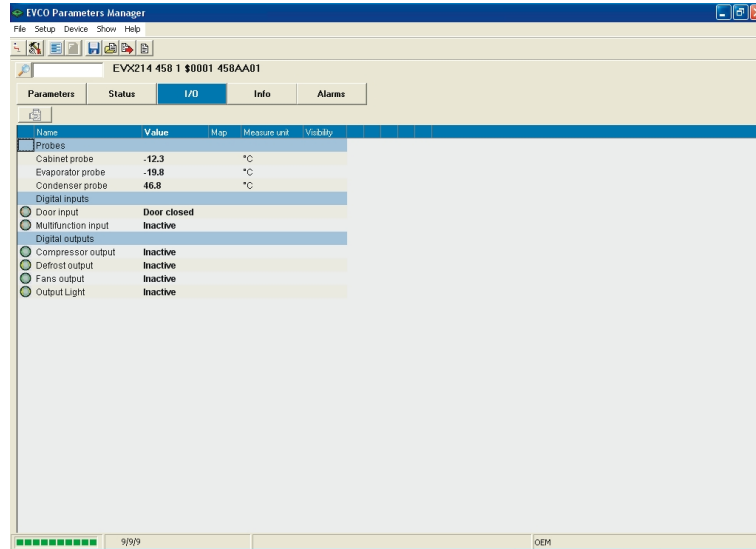 EVCO Parameters Manager
File Setup Device Show Help
EVX214 458 1 $0001 458AA01
Parameters Status I/O Info Alarms
Name Value Map Measure unit Visibility
Probes
Cabinet probe -12.3 °C
Evaporator probe -19.8 °C
Condenser probe 46.8 °C
Digital inputs
Door input Door closed
Multifunction input Inactive
Digital outputs
Compressor output Inactive
Defrost output Inactive
Fans output Inactive
Output Light Inactive
9/9/9 OEM